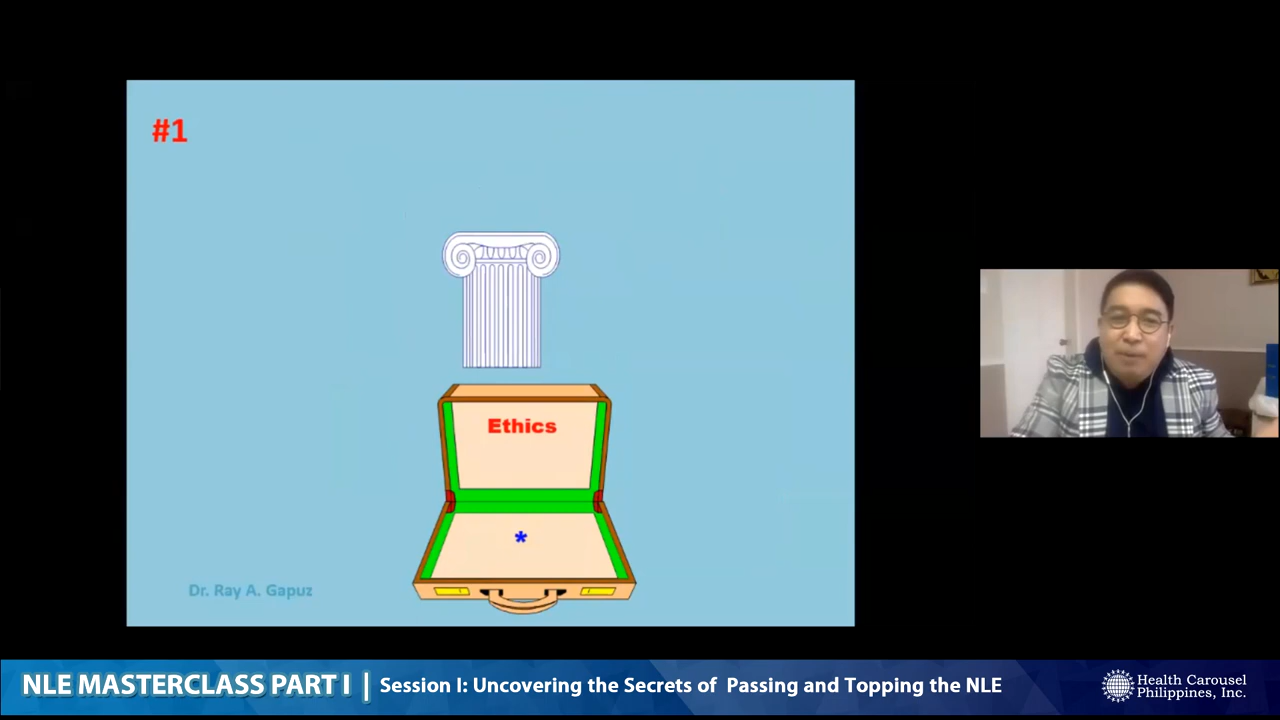 #1
Ethics
*
Dr. Ray A. Gapuz
NLE MASTERCLASS PART I | Session I: Uncovering the Secrets of Passing and Topping the NLE
Health Carousel
Philippines, Inc.